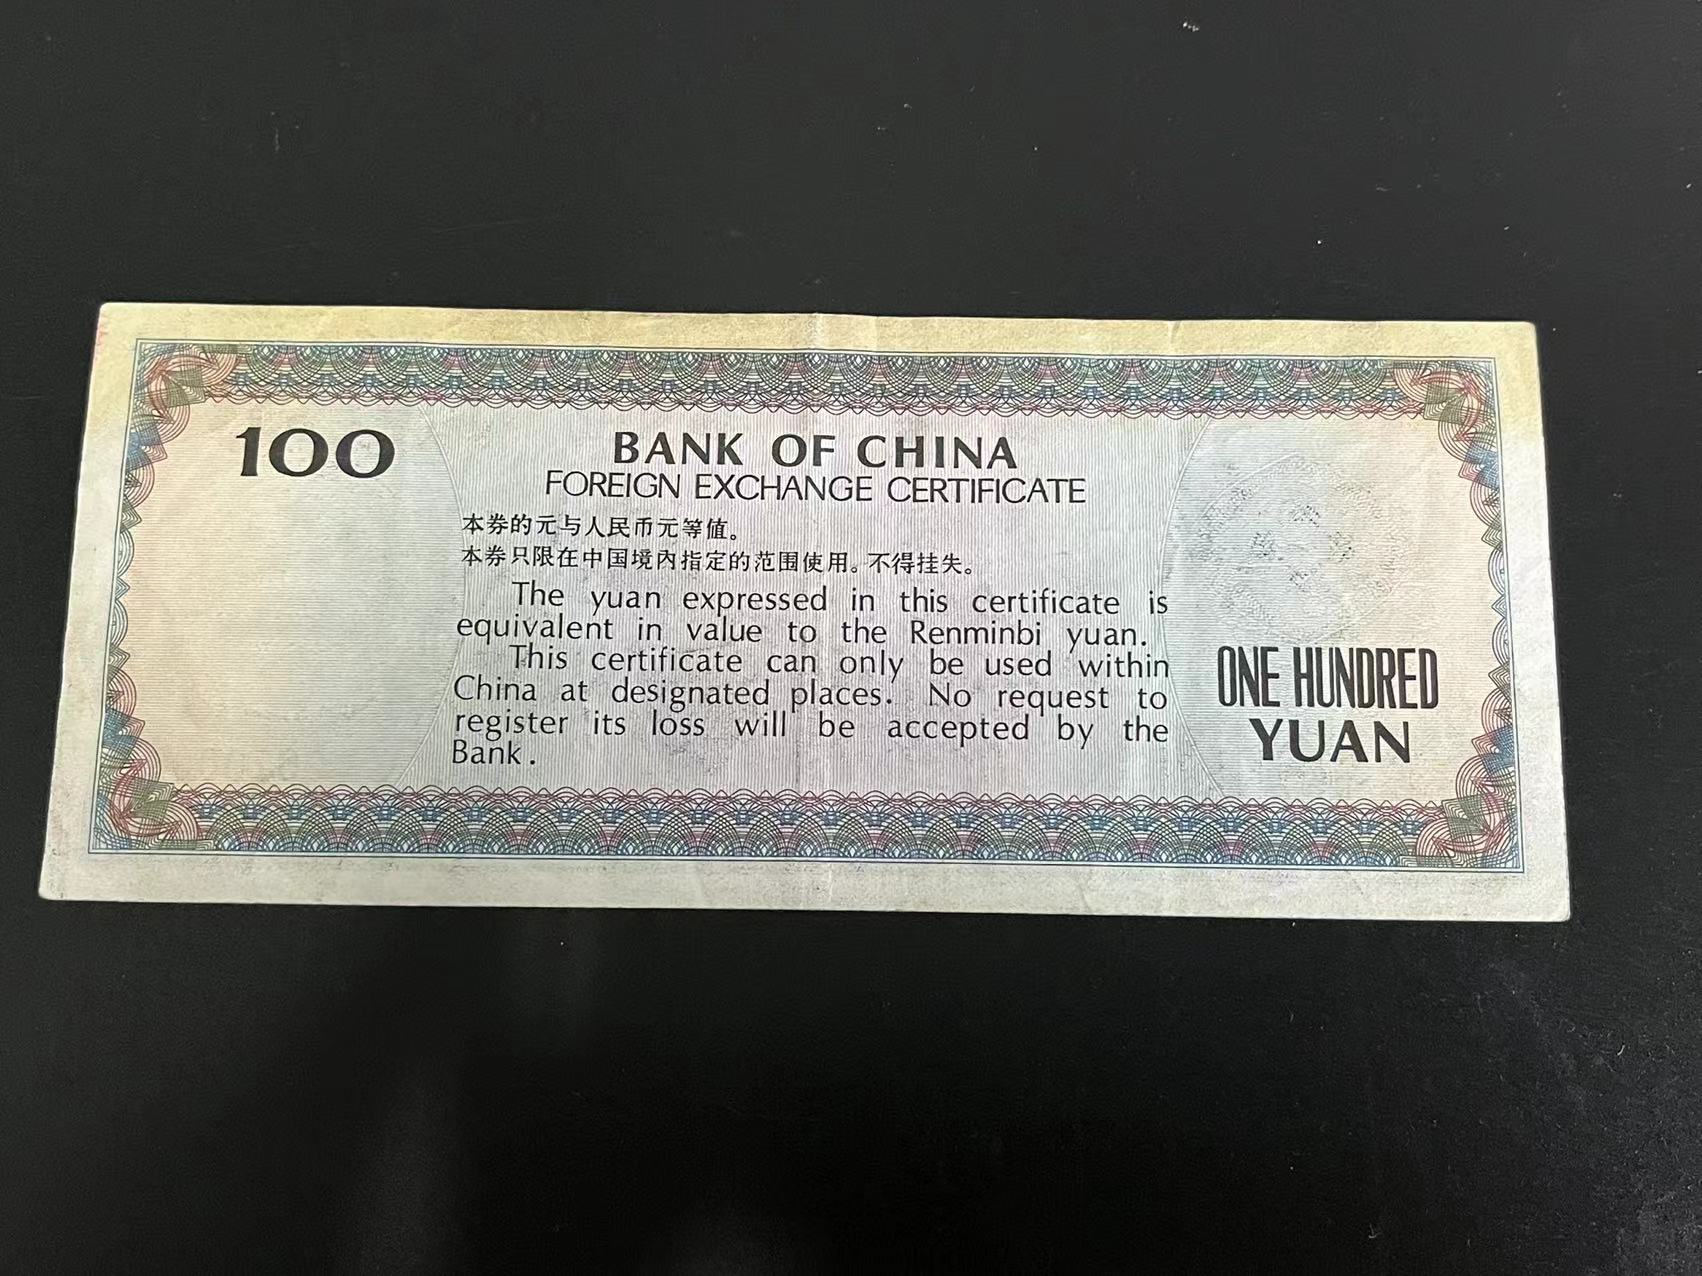 100
BANK OF CHINA
FOREIGN EXCHANGE CERTIFICATE
本券的元与人民币元等值。
本券只限在中国境内指定的范围使用。不得挂失。
The yuan expressed in this certificate is
equivalent in value to the Renminbi yuan.
This certificate can only be used within
China at designated places. No request to
register its loss will be accepted by the
Bank.
ONE HUNDRED
YUAN